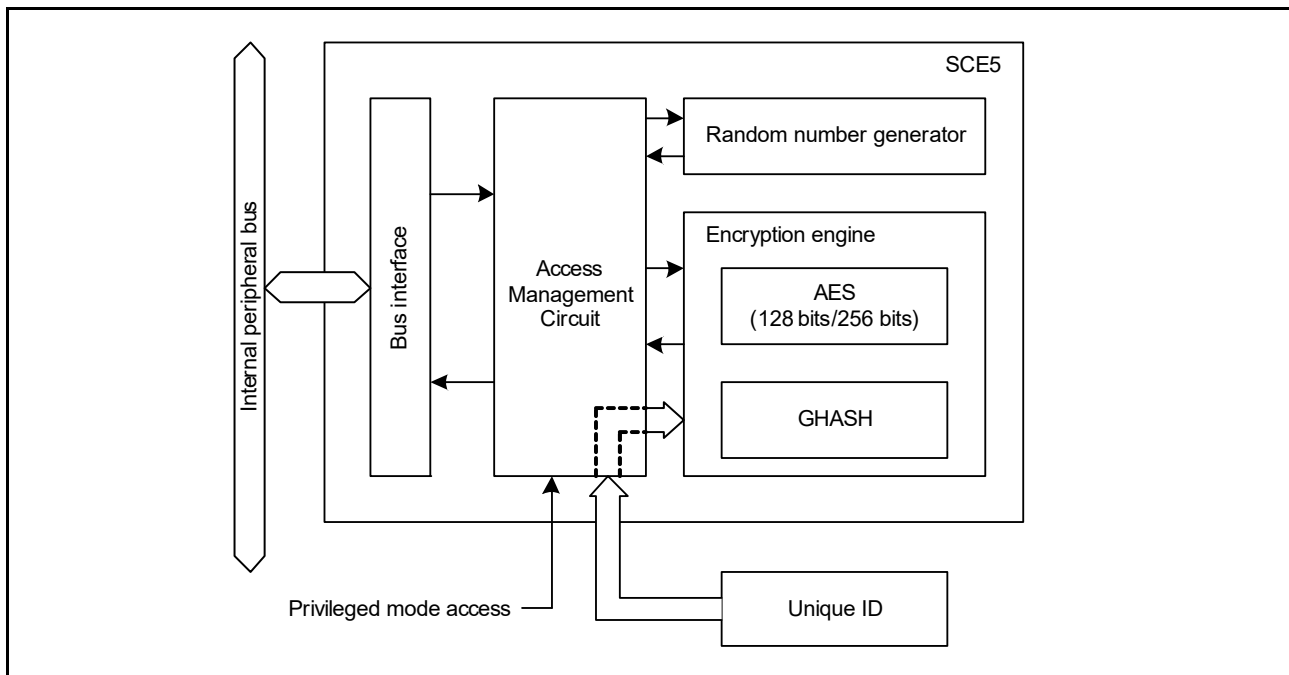 SCE5
Internal peripheral bus
Bus interface
Access
Management
Circuit
Random number generator
Encryption engine
AES
(128 bits/256 bits)
GHASH
Privileged mode access
Unique ID